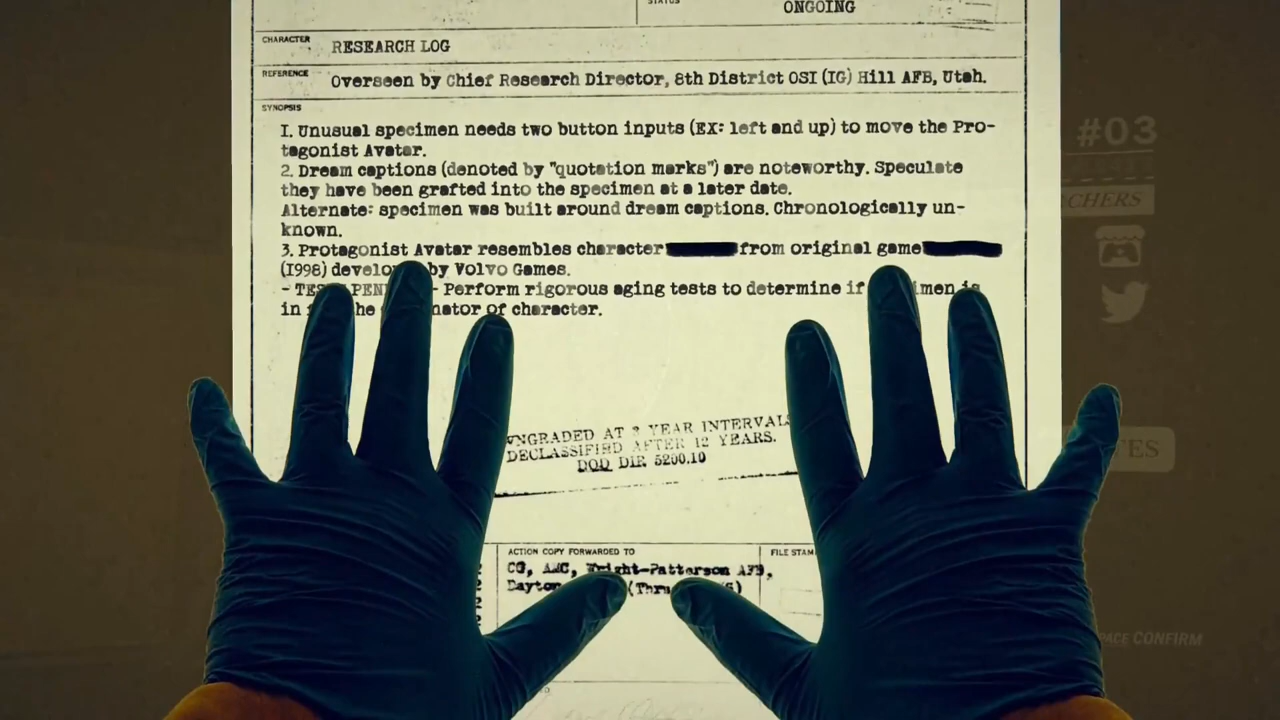 STATUS
ONGOING
CHARACTER
RESEARCH LOG
REFERENCE
Overseen by Chief Research Director, 8th District OSI (IG) Hill AFB, Utah.
SYNOPSIS
I. Unusual specimen needs two button inputs (EX: left and up) to move the Pro-
tagonist Avatar.
2. Dream captions (denoted by "quotation marks") are noteworthy. Speculate
they have been grafted into the specimen at a later date.
Alternate: specimen was built around dream captions. Chronologically un-
known.
3. Protagonist Avatar resembles character from original game
(I998) by Volvo Games.
- Perform rigorous aging tests to determine if
in of character.
AT 3 YEAR INTERVALS
DECLASSIFIED AFTER 12 YEARS.
DOD DIR 5200.10
ACTION COPY FORWARDED TO
FILE
CG, AMC, Wright-Patterson AFB,
#03
CONFIRM